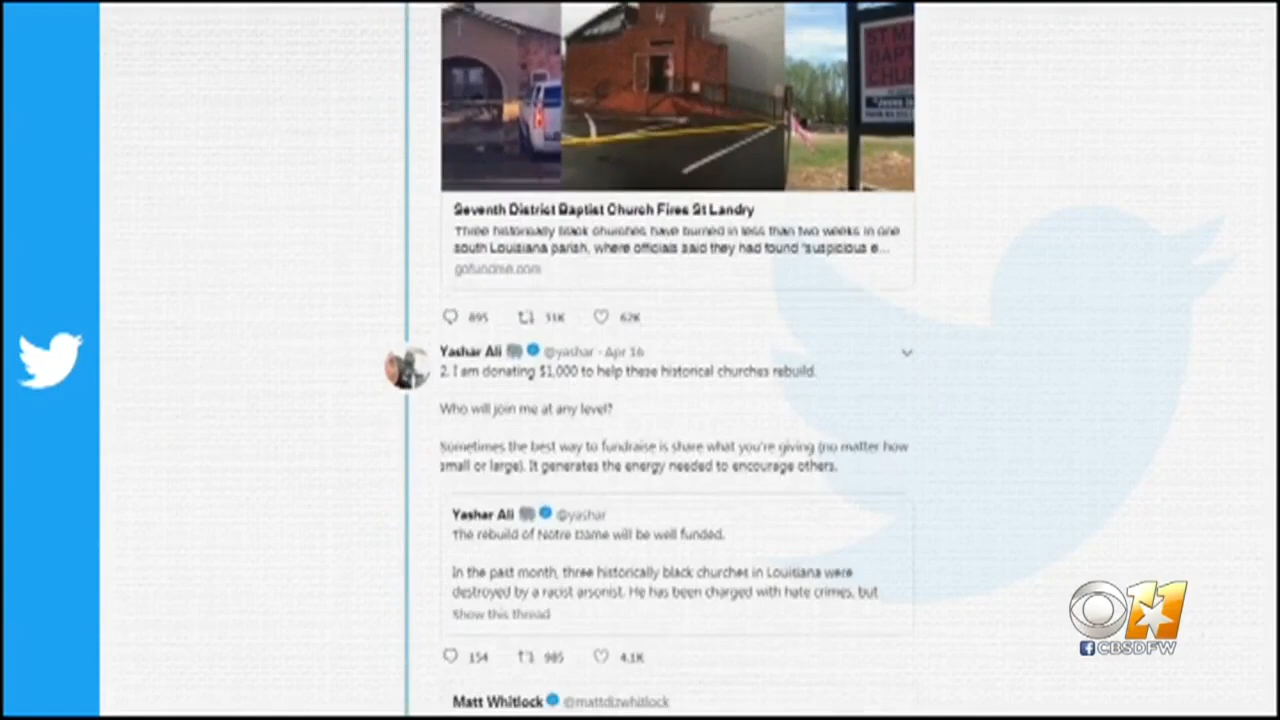 ST MA
BAPT
CHU
Seventh District Baptist Church Fires St Landry
Three historically black churches have burned in less than two weeks in one
south Louisiana parish, where officials said they had found "suspicious e...
gofundme.com
895 31K 62K
Yashar Ali @yashar · Apr 16
2. I am donating $1,000 to help these historical churches rebuild.
Who will join me at any level?
Sometimes the best way to fundraise is share what you're giving (no matter how
small or large). It generates the energy needed to encourage others.
Yashar Ali @yashar
The rebuild of Notre Dame will be well funded.
In the past month, three historically black churches in Louisiana were
destroyed by a racist arsonist. He has been charged with hate crimes, but
Show this thread
154 985 4.1K
Matt Whitlock @mattdizwhitlock
11
f CBSDFW